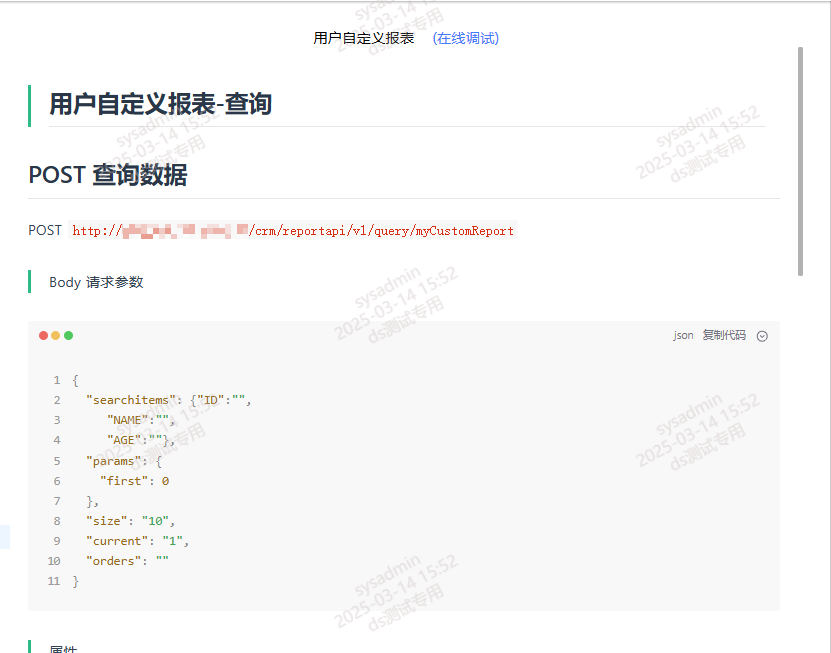 用户自定义报表 (在线调试)
用户自定义报表-查询
POST 查询数据
POST http:// /crm/reportapi/v1/query/myCustomReport
Body 请求参数
json 复制代码
1 {
2 "searchitems": {"ID":"",
3 "NAME":"",
4 "AGE":""},
5 "params": {
6 "first": 0
7 },
8 "size": "10",
9 "current": "1",
10 "orders": ""
11 }
属性
sysadmin
2025-03-14 15:52
ds测试专用